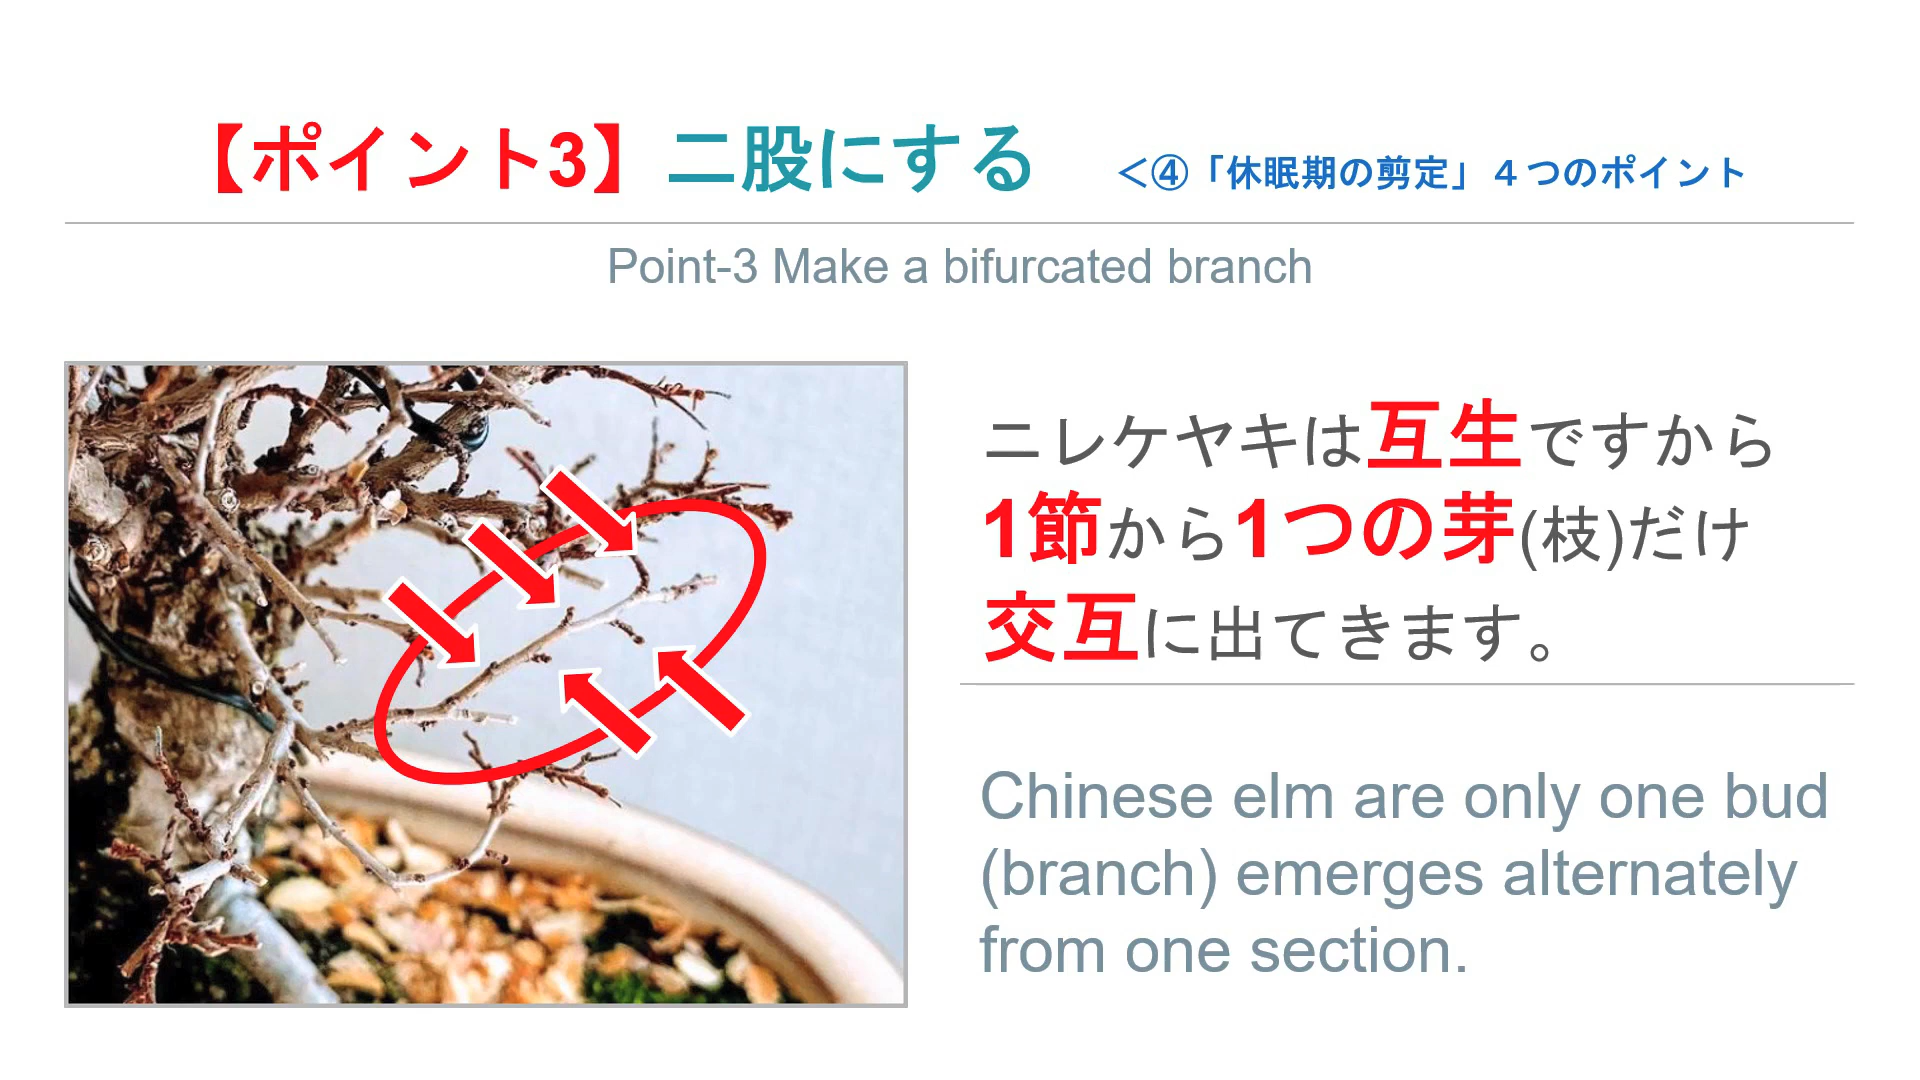 【ポイント3】二股にする <④「休眠期の剪定」４つのポイント
Point-3 Make a bifurcated branch
ニレケヤキは互生ですから
1節から1つの芽(枝)だけ
交互に出てきます。
Chinese elm are only one bud
(branch) emerges alternately
from one section.